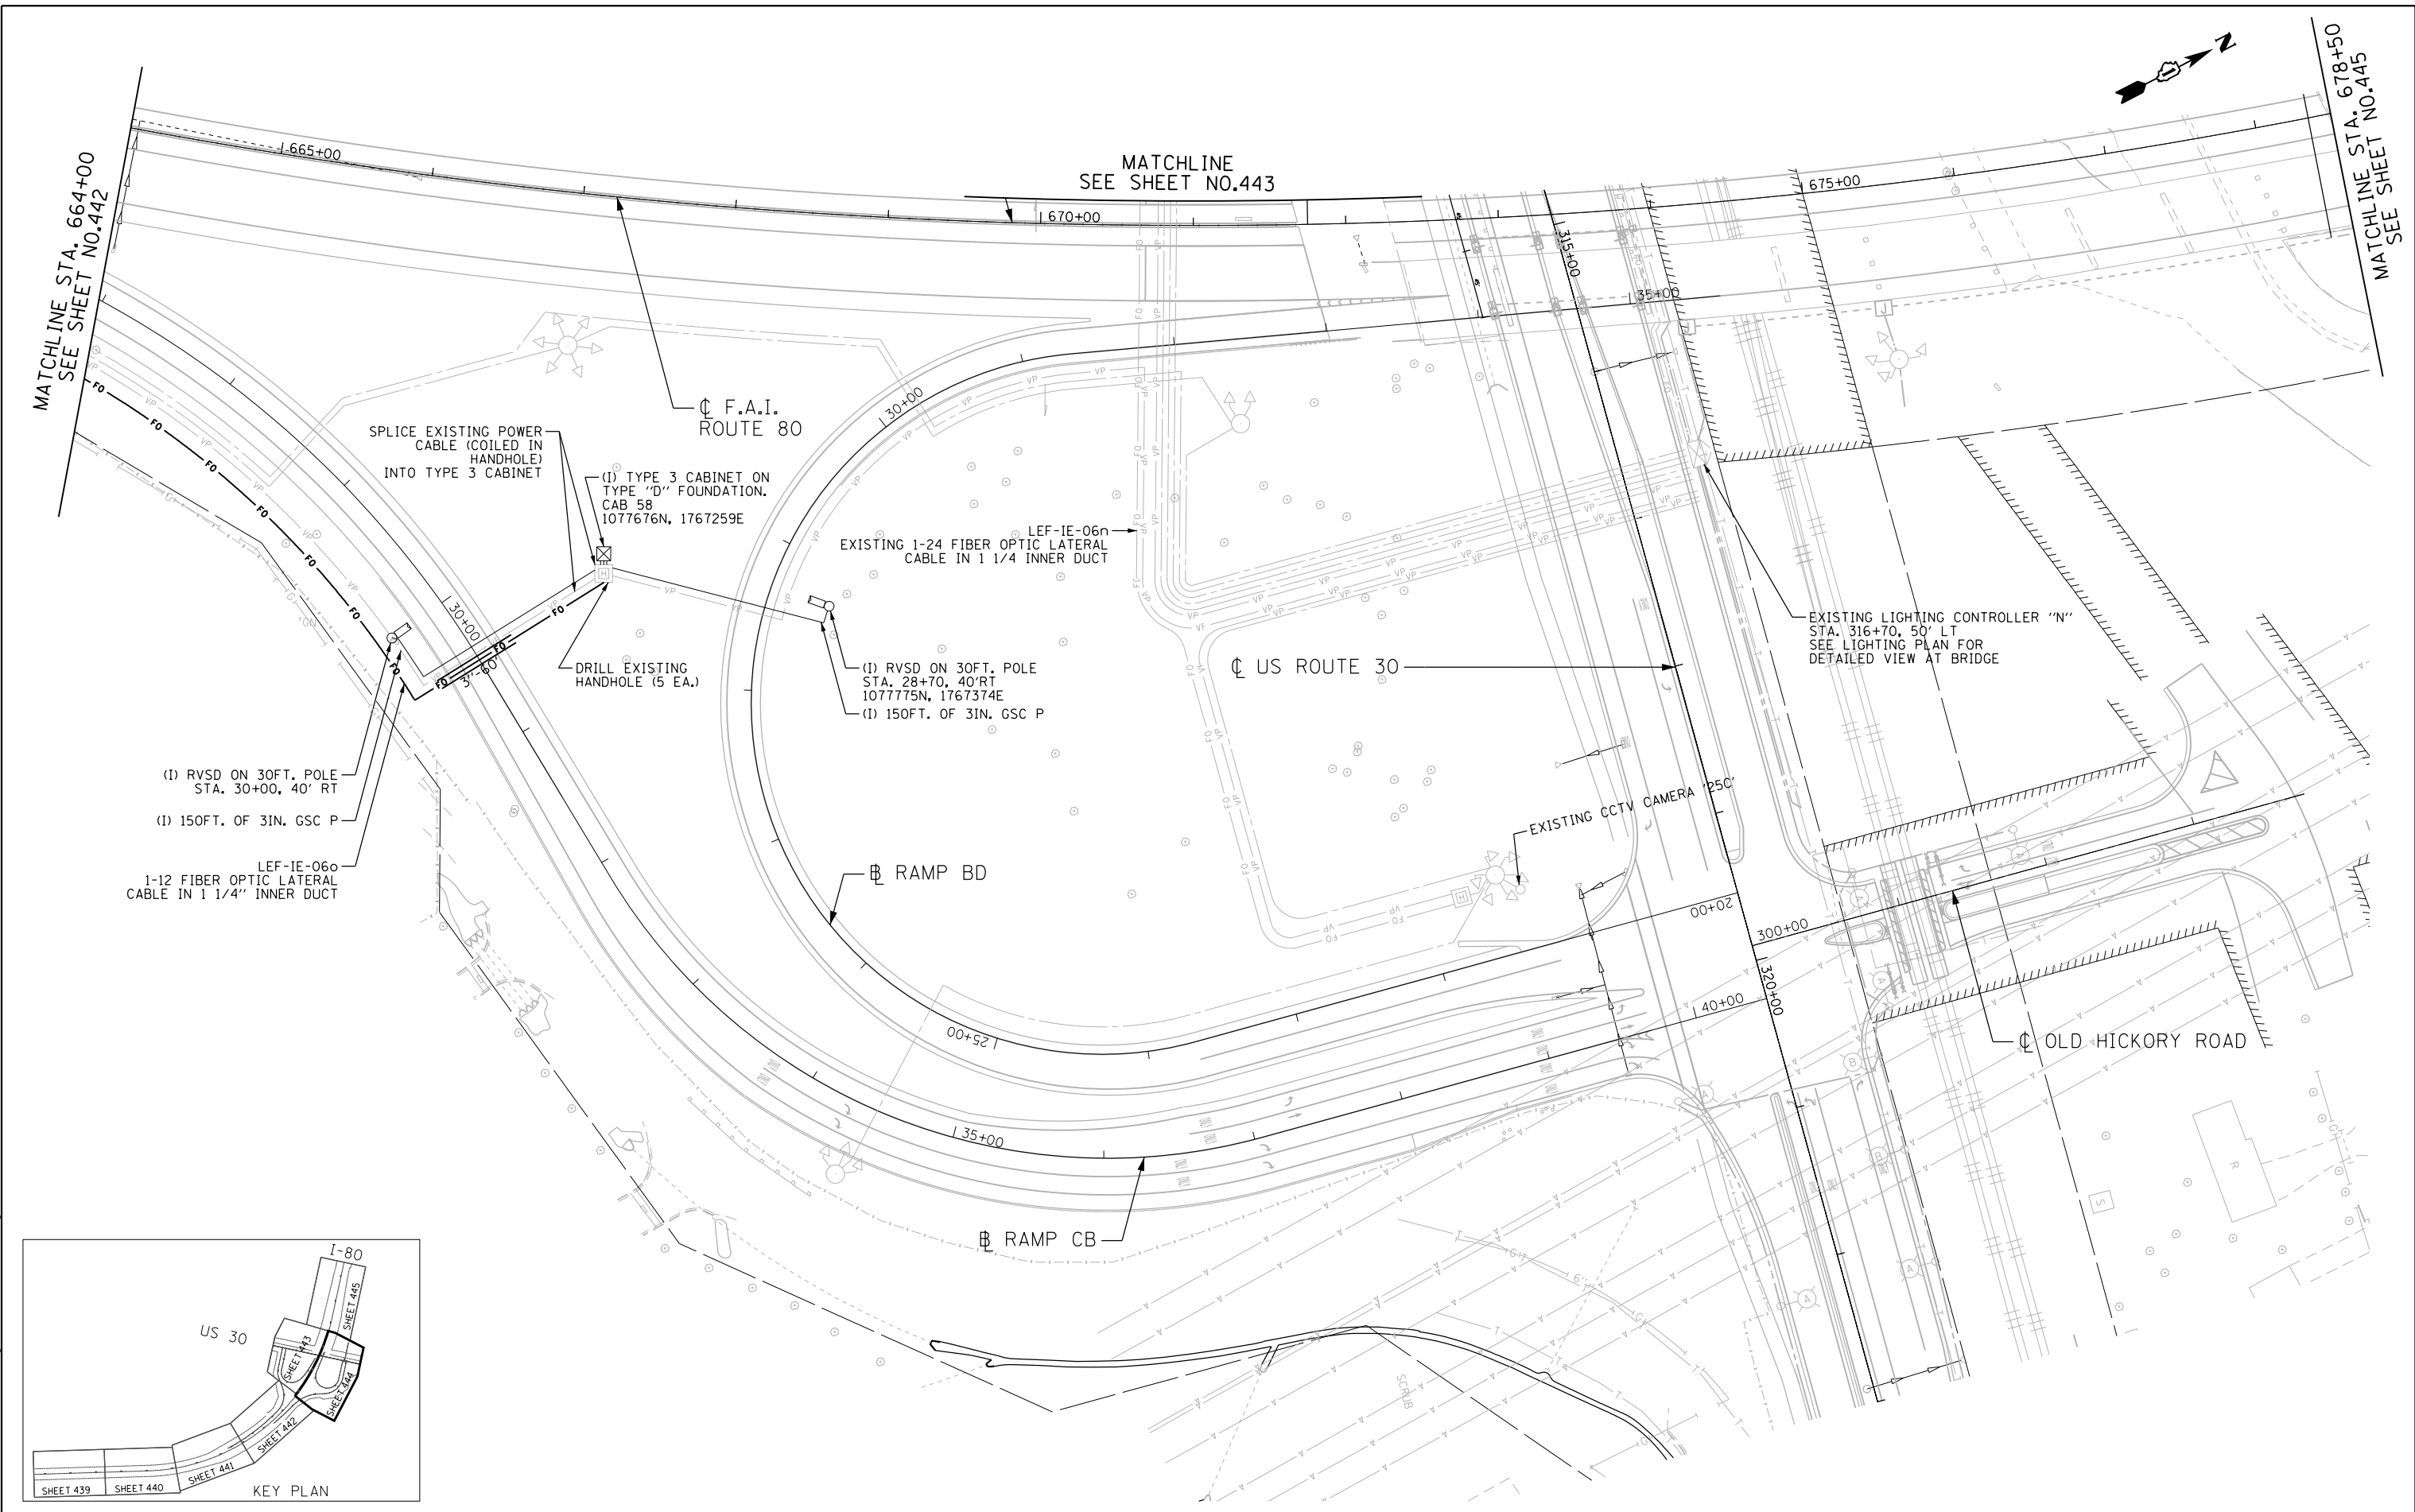 MATCHLINE STA. 664+00
SEE SHEET NO.442
665+00
MATCHLINE
SEE SHEET NO.443
670+00
675+00
N
MATCHLINE STA. 678+50
SEE SHEET NO.445
315+00
35+00
℄ F.A.I.
ROUTE 80
30+00
SPLICE EXISTING POWER
CABLE (COILED IN
HANDHOLE)
INTO TYPE 3 CABINET
(I) TYPE 3 CABINET ON
TYPE "D" FOUNDATION.
CAB 58
1077676N, 1767259E
H
LEF-IE-06n
EXISTING 1-24 FIBER OPTIC LATERAL
CABLE IN 1 1/4 INNER DUCT
EXISTING LIGHTING CONTROLLER "N"
STA. 316+70, 50' LT
SEE LIGHTING PLAN FOR
DETAILED VIEW AT BRIDGE
30+00
3"-60'
DRILL EXISTING
HANDHOLE (5 EA.)
(I) RVSD ON 30FT. POLE
STA. 28+70, 40'RT
1077775N, 1767374E
(I) 150FT. OF 3IN. GSC P
℄ US ROUTE 30
(I) RVSD ON 30FT. POLE
STA. 30+00, 40' RT
(I) 150FT. OF 3IN. GSC P
LEF-IE-06o
1-12 FIBER OPTIC LATERAL
CABLE IN 1 1/4" INNER DUCT
EXISTING CCTV CAMERA '25C'
H
BL RAMP BD
20+00
300+00
320+00
40+00
25+00
℄ OLD HICKORY ROAD
35+00
BL RAMP CB
R
S
SCRUB
I-80
US 30
SHEET 445
SHEET 443
SHEET 444
SHEET 442
SHEET 441
SHEET 440
SHEET 439
KEY PLAN